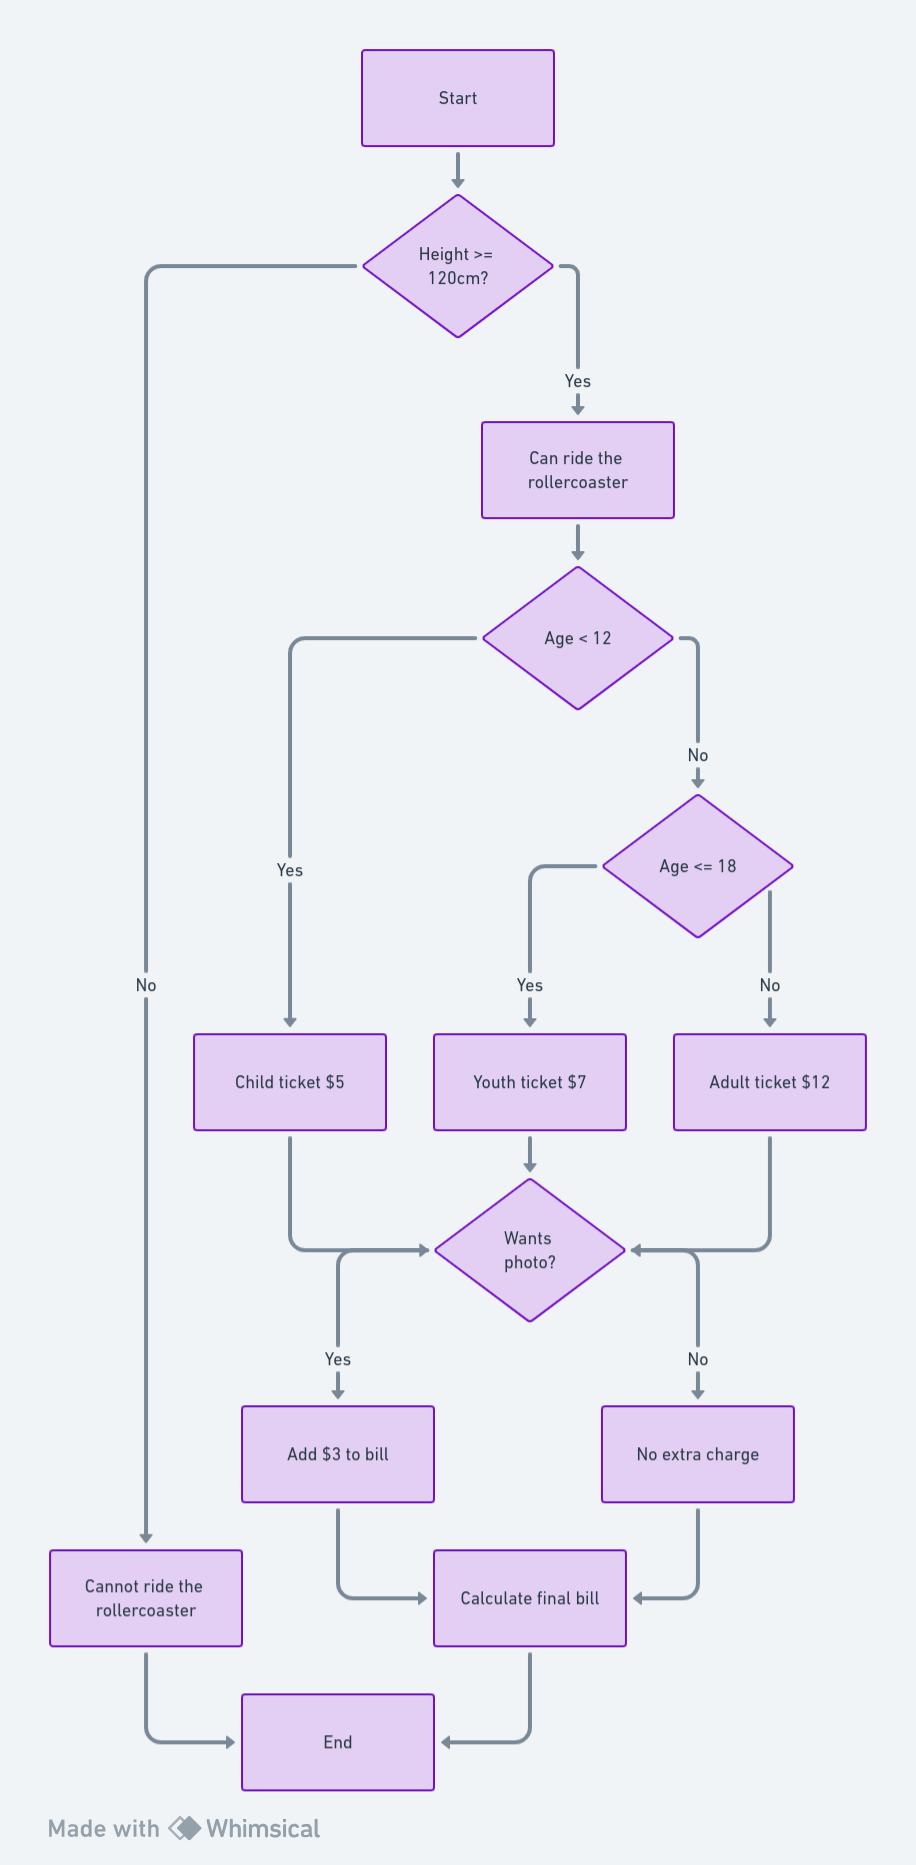 Start
Height >=
120cm?
Yes
Can ride the
rollercoaster
Age < 12
No
Age <= 18
Yes
No
Yes
No
Child ticket $5
Youth ticket $7
Adult ticket $12
Wants
photo?
Yes
No
Add $3 to bill
No extra charge
Cannot ride the
rollercoaster
Calculate final bill
End
Made with Whimsical